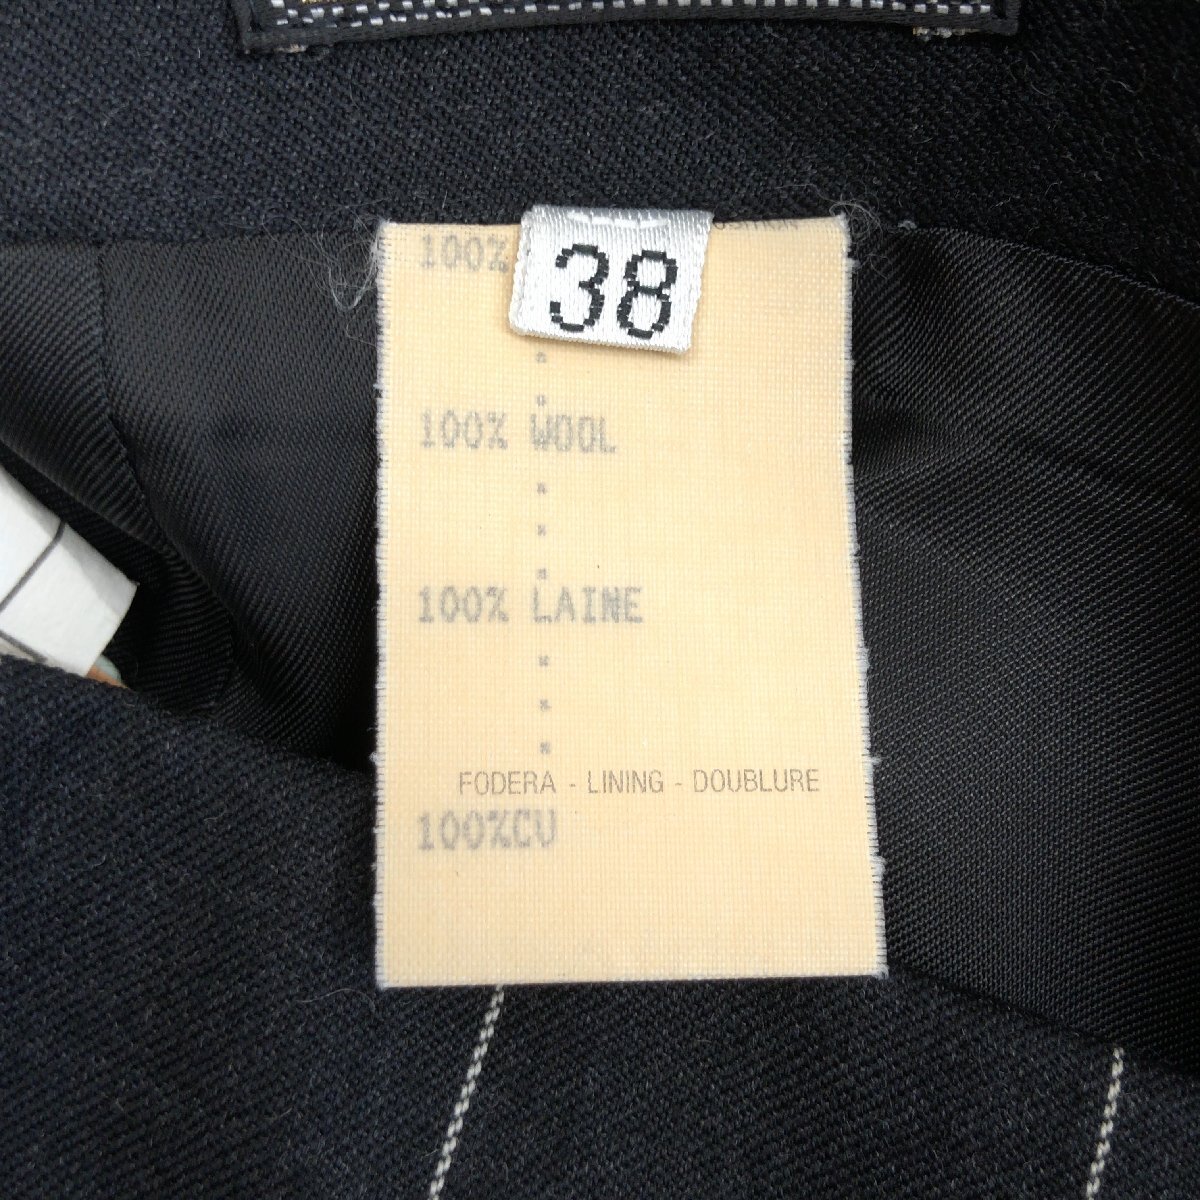 100%
38
100% WOOL
100% LAINE
FODERA - LINING - DOUBLURE
100%CU